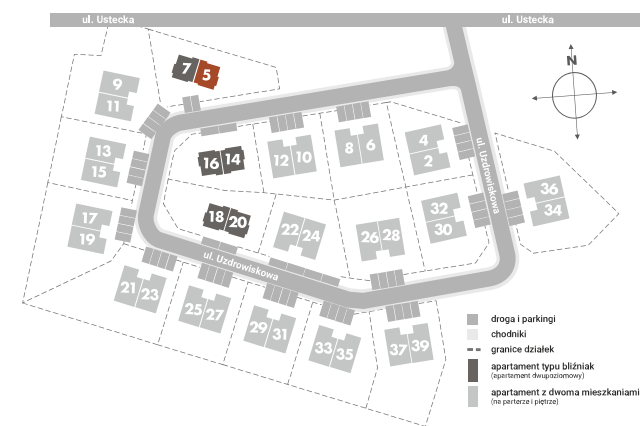 ul. Ustecka
ul. Ustecka
7 5
9
11
N
13
15
16 14
12 10
8 6
4
2
ul. Uzdrowiskowa
36
34
17
19
18 20
22 24
26 28
32
30
ul. Uzdrowiskowa
21 23
25 27
29 31
33 35
37 39
droga i parkingi
chodniki
granice działek
apartament typu bliźniak
(apartament dwupoziomowy)
apartament z dwoma mieszkaniami
(na parterze i piętrze)